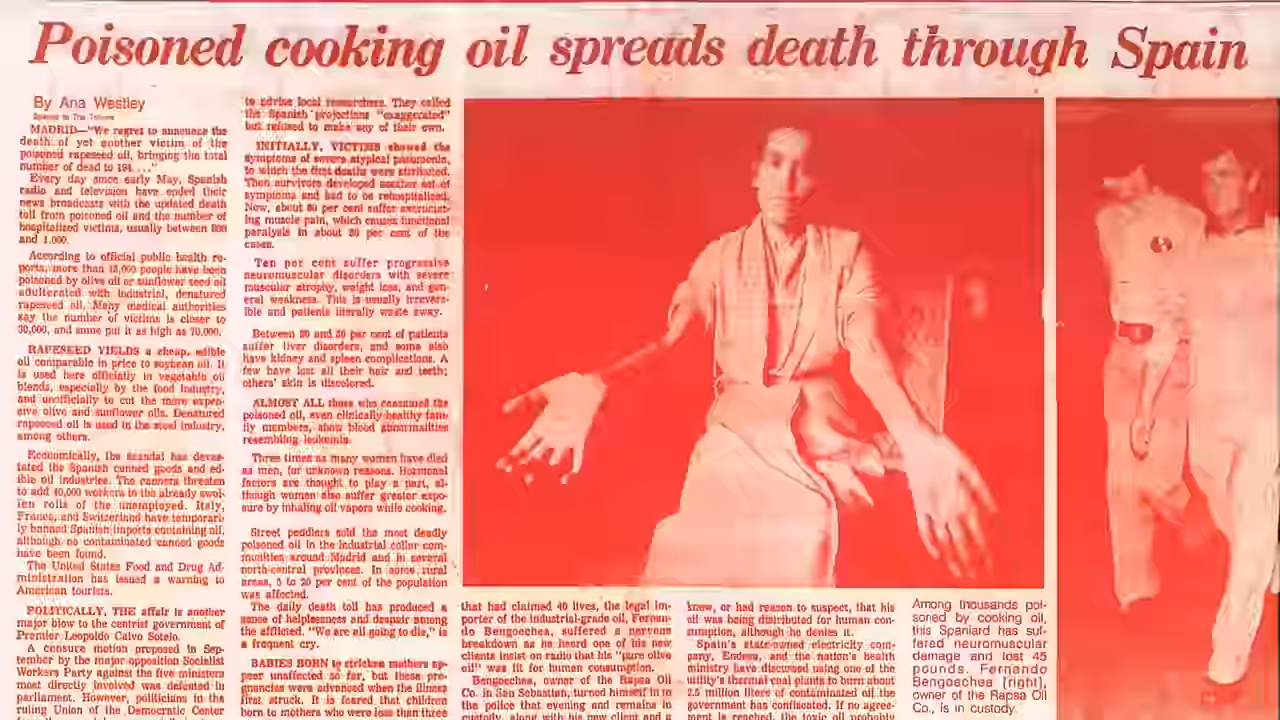 Poisoned cooking oil spreads death through Spain
By Ana Westley
Special to The Tribune
MADRID—"We regret to announce the
death of yet another victim of the
poisoned rapeseed oil, bringing the total
number of dead to 194. . . ."
Every day since early May, Spanish
radio and television have ended their
news broadcasts with the updated death
toll from poisoned oil and the number of
hospitalized victims, usually between 800
and 1,000.
According to official public health re-
ports, more than 18,000 people have been
poisoned by olive oil or sunflower seed oil
adulterated with industrial, denatured
rapeseed oil. Many medical authorities
say the number of victims is closer to
30,000, and some put it as high as 70,000.
RAPESEED YIELDS a cheap, edible
oil comparable in price to soybean oil. It
is used here officially in vegetable oil
blends, especially by the food industry,
and unofficially to cut the more expen-
sive olive and sunflower oils. Denatured
rapeseed oil is used in the steel industry,
among others.
Economically, the scandal has devas-
tated the Spanish canned goods and ed-
ible oil industries. The canners threaten
to add 40,000 workers to the already swol-
len rolls of the unemployed. Italy,
France, and Switzerland have temporari-
ly banned Spanish imports containing oil,
although no contaminated canned goods
have been found.
The United States Food and Drug Ad-
ministration has issued a warning to
American tourists.
POLITICALLY, THE affair is another
major blow to the centrist government of
Premier Leopoldo Calvo Sotelo.
A censure motion proposed in Sep-
tember by the major opposition Socialist
Workers Party against the five ministers
most directly involved was defeated in
parliament. However, politicians in the
ruling Union of the Democratic Center
to advise local researchers. They called
the Spanish projections "exaggerated"
but refused to make any of their own.
INITIALLY, VICTIMS showed the
symptoms of severe atypical pneumonia,
to which the first deaths were attributed.
Then survivors developed another set of
symptoms and had to be rehospitalized.
Now, about 80 per cent suffer excruciat-
ing muscle pain, which causes functional
paralysis in about 30 per cent of the
cases.
Ten per cent suffer progressive
neuromuscular disorders with severe
muscular atrophy, weight loss, and gen-
eral weakness. This is usually irrevers-
ible and patients literally waste away.
Between 20 and 30 per cent of patients
suffer liver disorders, and some also
have kidney and spleen complications. A
few have lost all their hair and teeth;
others' skin is discolored.
ALMOST ALL those who consumed the
poisoned oil, even clinically healthy fam-
ily members, show blood abnormalities
resembling leukemia.
Three times as many women have died
as men, for unknown reasons. Hormonal
factors are thought to play a part, al-
though women also suffer greater expo-
sure by inhaling oil vapors while cooking.
Street peddlers sold the most deadly
poisoned oil in the industrial collar com-
munities around Madrid and in several
north-central provinces. In some rural
areas, 5 to 20 per cent of the population
was affected.
The daily death toll has produced a
sense of helplessness and despair among
the afflicted. "We are all going to die," is
a frequent cry.
BABIES BORN to stricken mothers ap-
pear unaffected so far, but these pre-
gnancies were advanced when the illness
first struck. It is feared that children
born to mothers who were less than three
that had claimed 40 lives, the legal im-
porter of the industrial-grade oil, Fernan-
do Bengoechea, suffered a nervous
breakdown as he heard one of his new
clients insist on radio that his "pure olive
oil" was fit for human consumption.
Bengoechea, owner of the Rapsa Oil
Co. in San Sebastian, turned himself in to
the police that evening and remains in
custody, along with his new client and a
knew, or had reason to suspect, that his
oil was being distributed for human con-
sumption, although he denies it.
Spain's state-owned electricity com-
pany, Endesa, and the nation's health
ministry have discussed using one of the
utility's thermal coal plants to burn about
2.5 million liters of contaminated oil the
government has confiscated. If no agree-
ment is reached, the toxic oil probably
Among thousands poi-
soned by cooking oil,
this Spaniard has suf-
fered neuromuscular
damage and lost 45
pounds. Fernando
Bengoechea [right],
owner of the Rapsa Oil
Co., is in custody.